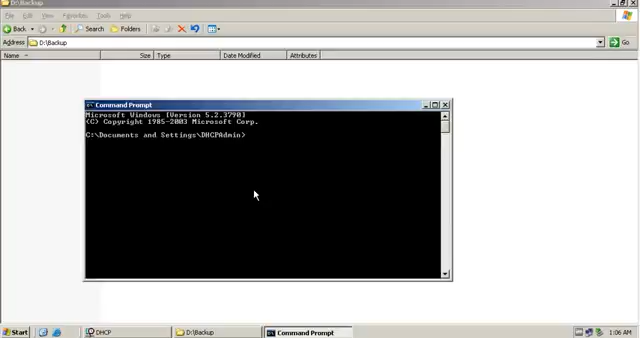 D:\Backup
File Edit View Favorites Tools Help
Back Search Folders
Address D:\Backup Go
Name Size Type Date Modified Attributes
Command Prompt
Microsoft Windows [Version 5.2.3790]
(C) Copyright 1985-2003 Microsoft Corp.
C:\Documents and Settings\DHCPAdmin>
Start DHCP D:\Backup Command Prompt 1:06 AM